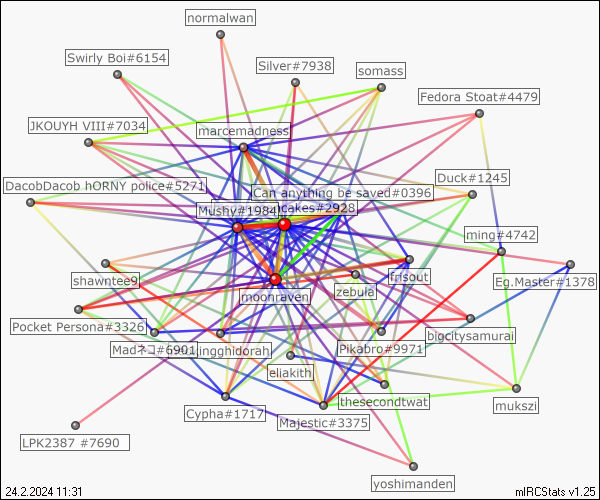 normalwan
Swirly Boi#6154
Silver#7938
somass
Fedora Stoat#4479
JKOUYH VIII#7034
marcemadness
DacobDacob hORNY police#5271
Can anything be saved#0396
Duck#1245
Mushy#1984
cakes#2928
ming#4742
shawntee9
moonraven
zebula
frisout
Eg.Master#1378
Pocket Persona#3326
bigcitysamurai
Madネコ#6901
ingghidorah
Pikabro#9971
eliakith
Cypha#1717
Majestic#3375
thesecondtwat
mukszi
LPK2387 #7690
yoshimanden
24.2.2024 11:31
mIRCStats v1.25